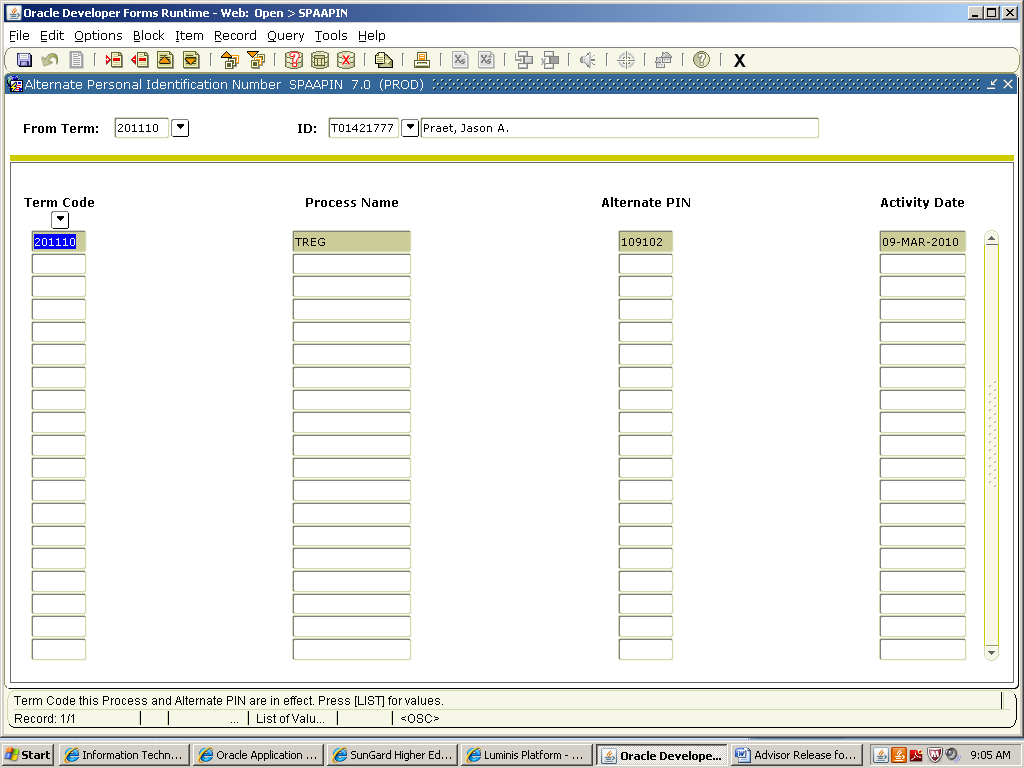 Oracle Developer Forms Runtime - Web: Open > SPAAPIN
File Edit Options Block Item Record Query Tools Help
Alternate Personal Identification Number SPAAPIN 7.0 (PROD)
From Term: 201110 ID: T01421777 Praet, Jason A.
Term Code Process Name Alternate PIN Activity Date
201110 TREG 109102 09-MAR-2010
Term Code this Process and Alternate PIN are in effect. Press [LIST] for values.
Record: 1/1 ... List of Valu... <OSC>
Start Information Techn... Oracle Application ... SunGard Higher Ed... Luminis Platform - ... Oracle Develope... Advisor Release fo... 9:05 AM